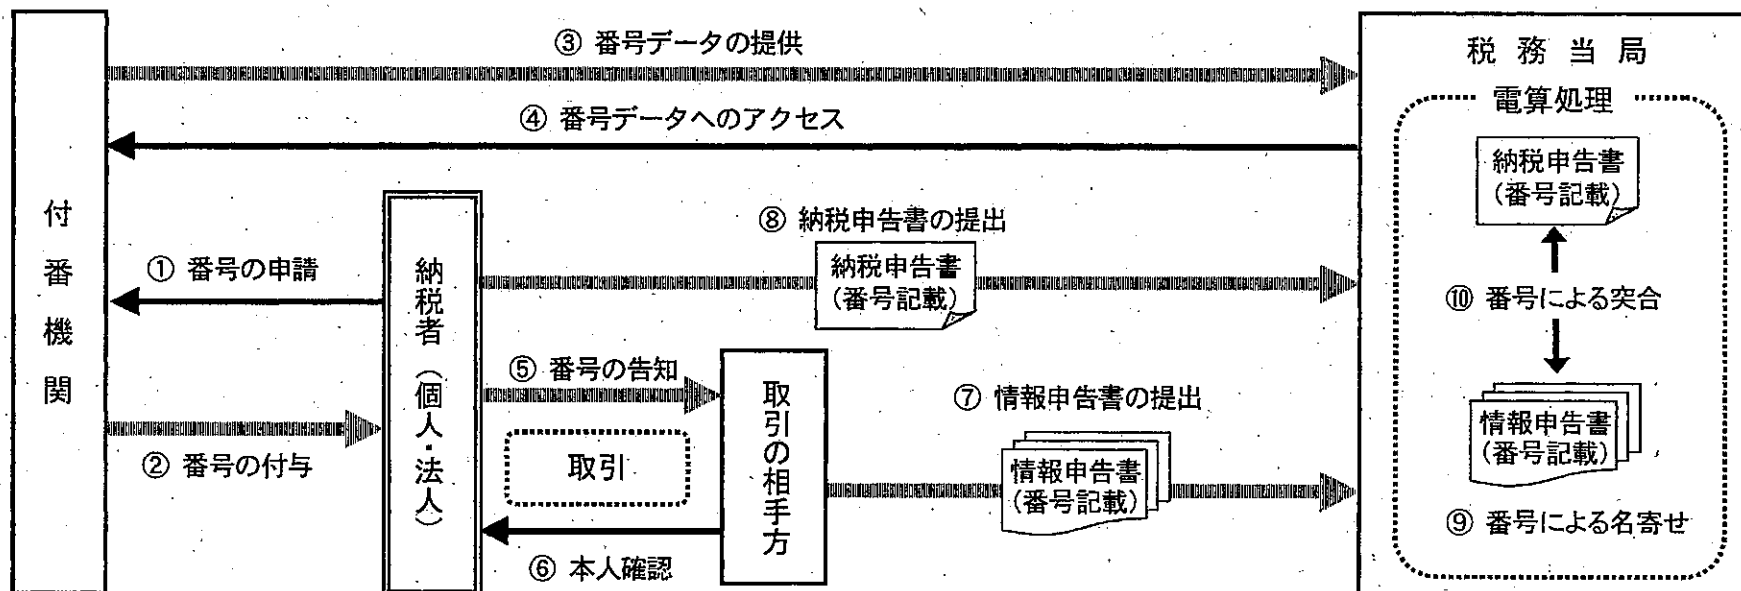 ③ 番号データの提供
税務当局
電算処理
④ 番号データへのアクセス
納税申告書
(番号記載)
付番機関
⑧ 納税申告書の提出
① 番号の申請
納税者(個人・法人)
納税申告書
(番号記載)
⑩ 番号による突合
⑤ 番号の告知
取引の相手方
⑦ 情報申告書の提出
情報申告書
(番号記載)
② 番号の付与
取引
情報申告書
(番号記載)
⑨ 番号による名寄せ
⑥ 本人確認